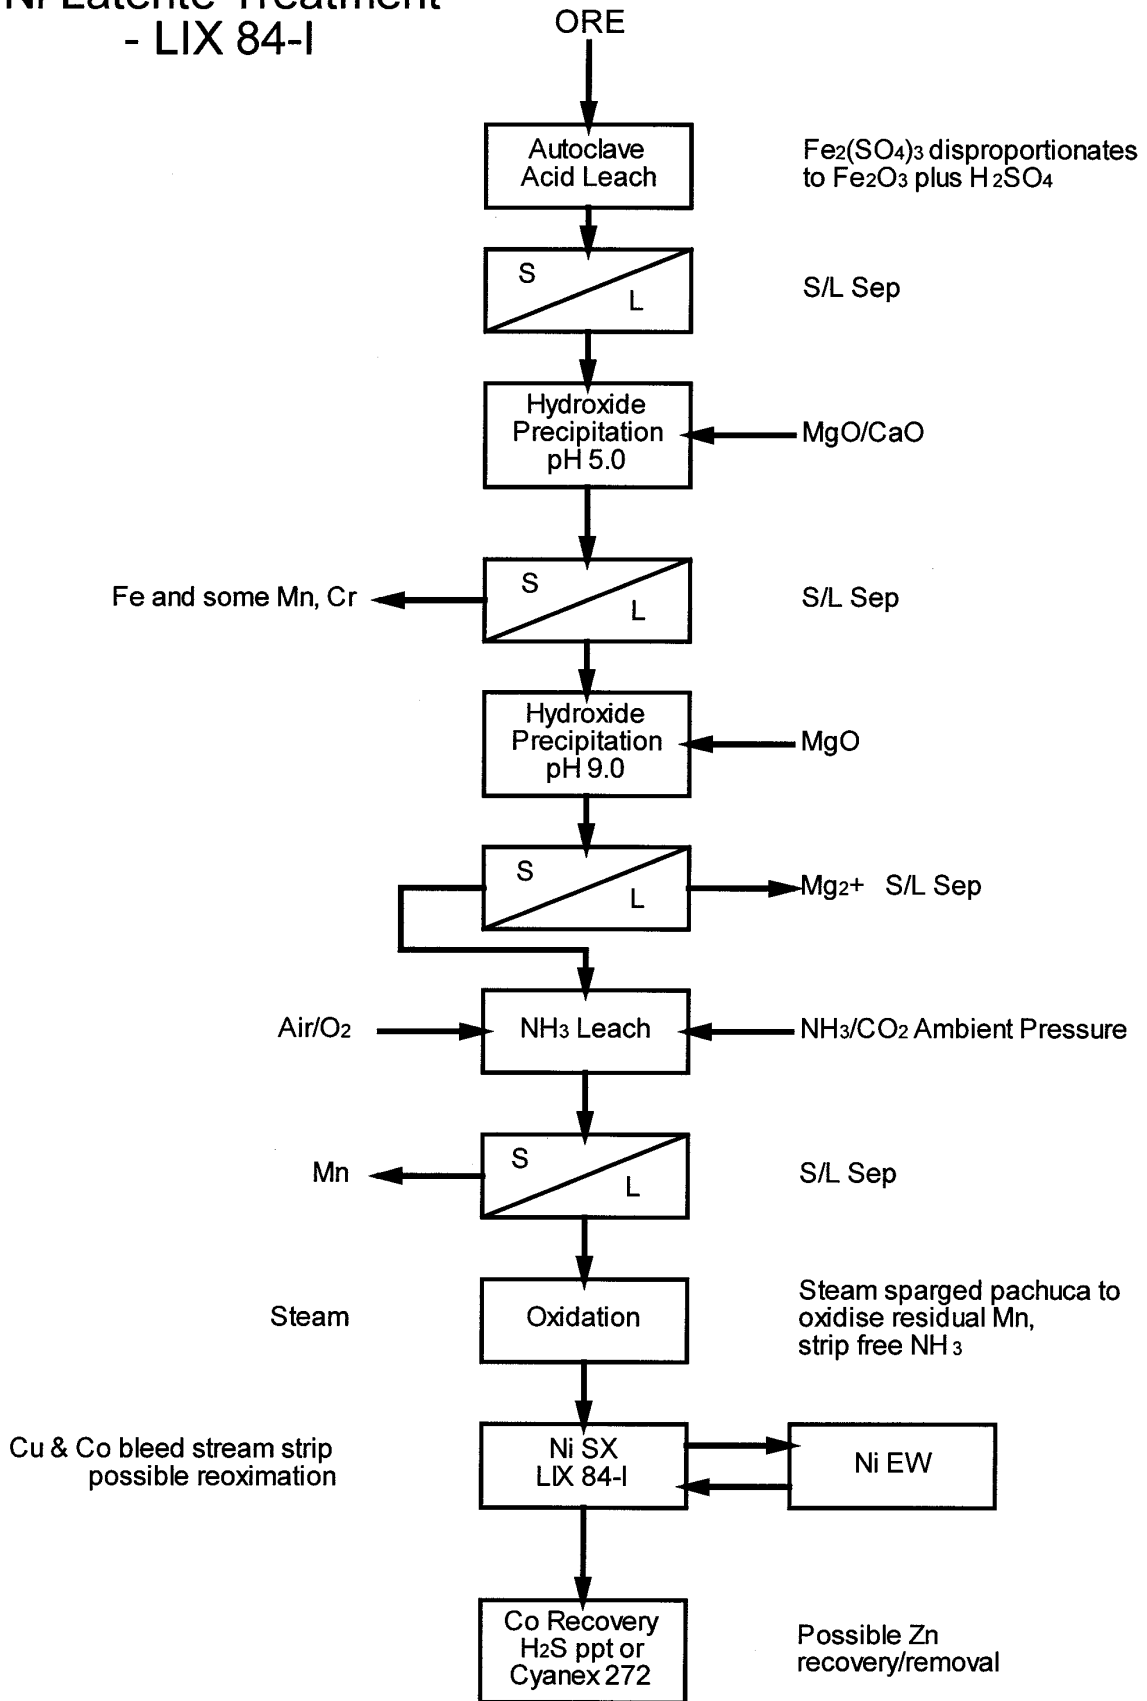 Ni Laterite Treatment
- LIX 84-I
ORE
Autoclave
Acid Leach
Fe2(SO4)3 disproportionates
to Fe2O3 plus H2SO4
S
L
S/L Sep
Hydroxide
Precipitation
pH 5.0
MgO/CaO
Fe and some Mn, Cr
S
L
S/L Sep
Hydroxide
Precipitation
pH 9.0
MgO
S
L
Mg2+ S/L Sep
Air/O2
NH3 Leach
NH3/CO2 Ambient Pressure
Mn
S
L
S/L Sep
Steam
Oxidation
Steam sparged pachuca to
oxidise residual Mn,
strip free NH3
Cu & Co bleed stream strip
possible reoximation
Ni SX
LIX 84-I
Ni EW
Co Recovery
H2S ppt or
Cyanex 272
Possible Zn
recovery/removal